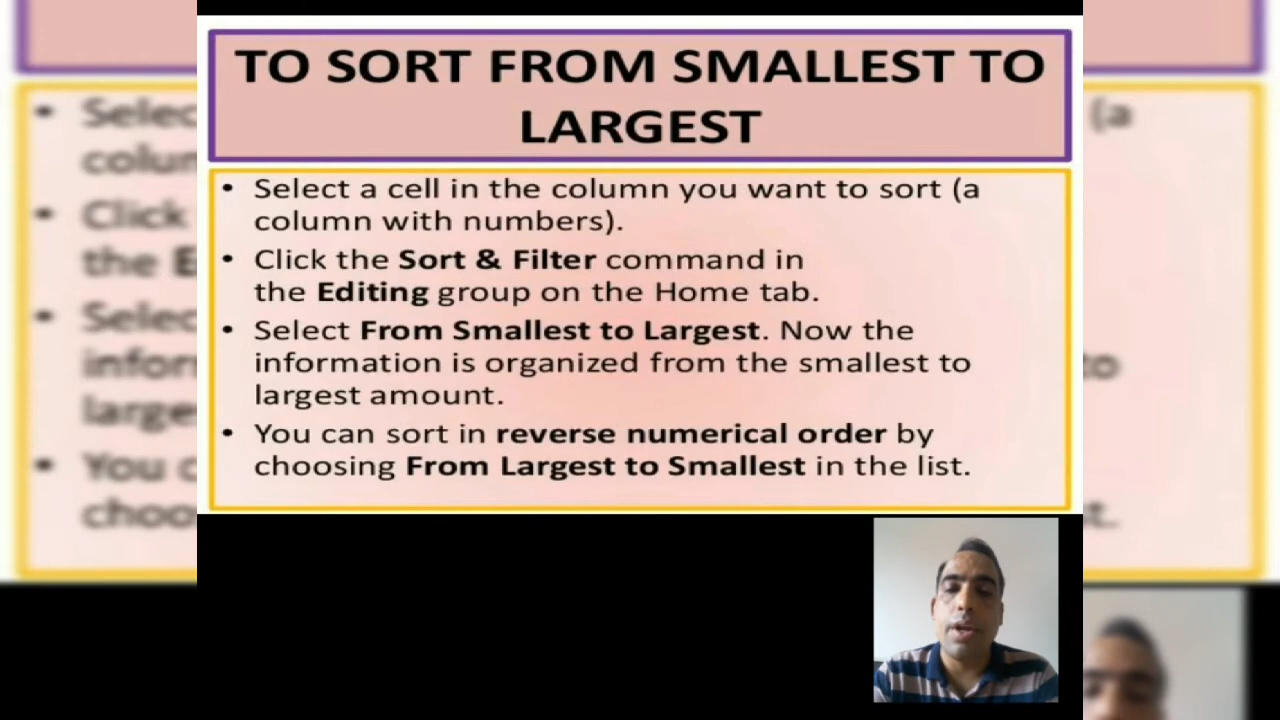 TO SORT FROM SMALLEST TO
LARGEST
• Select a cell in the column you want to sort (a
column with numbers).
• Click the Sort & Filter command in
the Editing group on the Home tab.
• Select From Smallest to Largest. Now the
information is organized from the smallest to
largest amount.
• You can sort in reverse numerical order by
choosing From Largest to Smallest in the list.